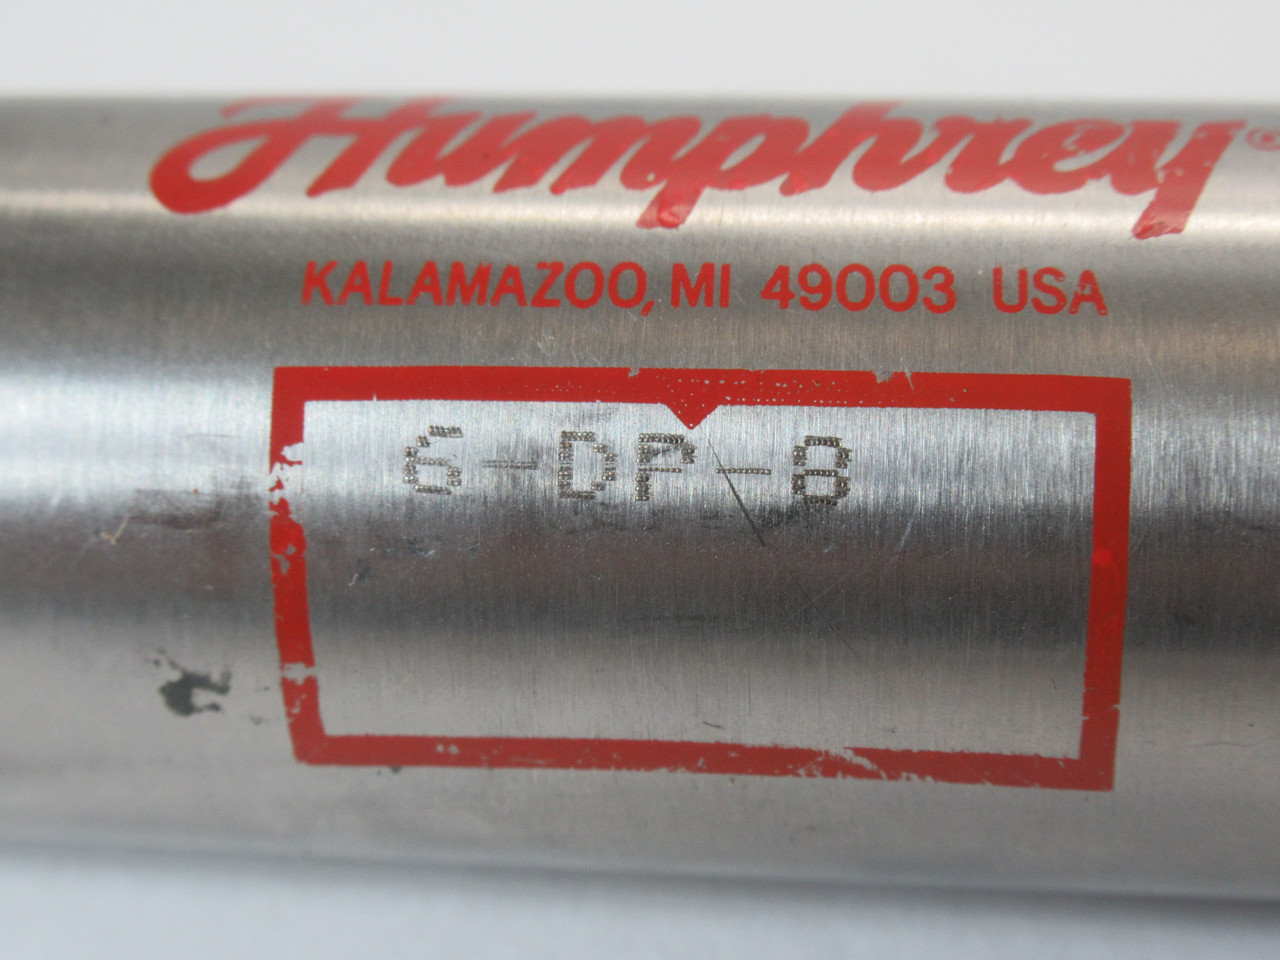 Humphrey®
KALAMAZOO, MI 49003 USA
6-DP-8